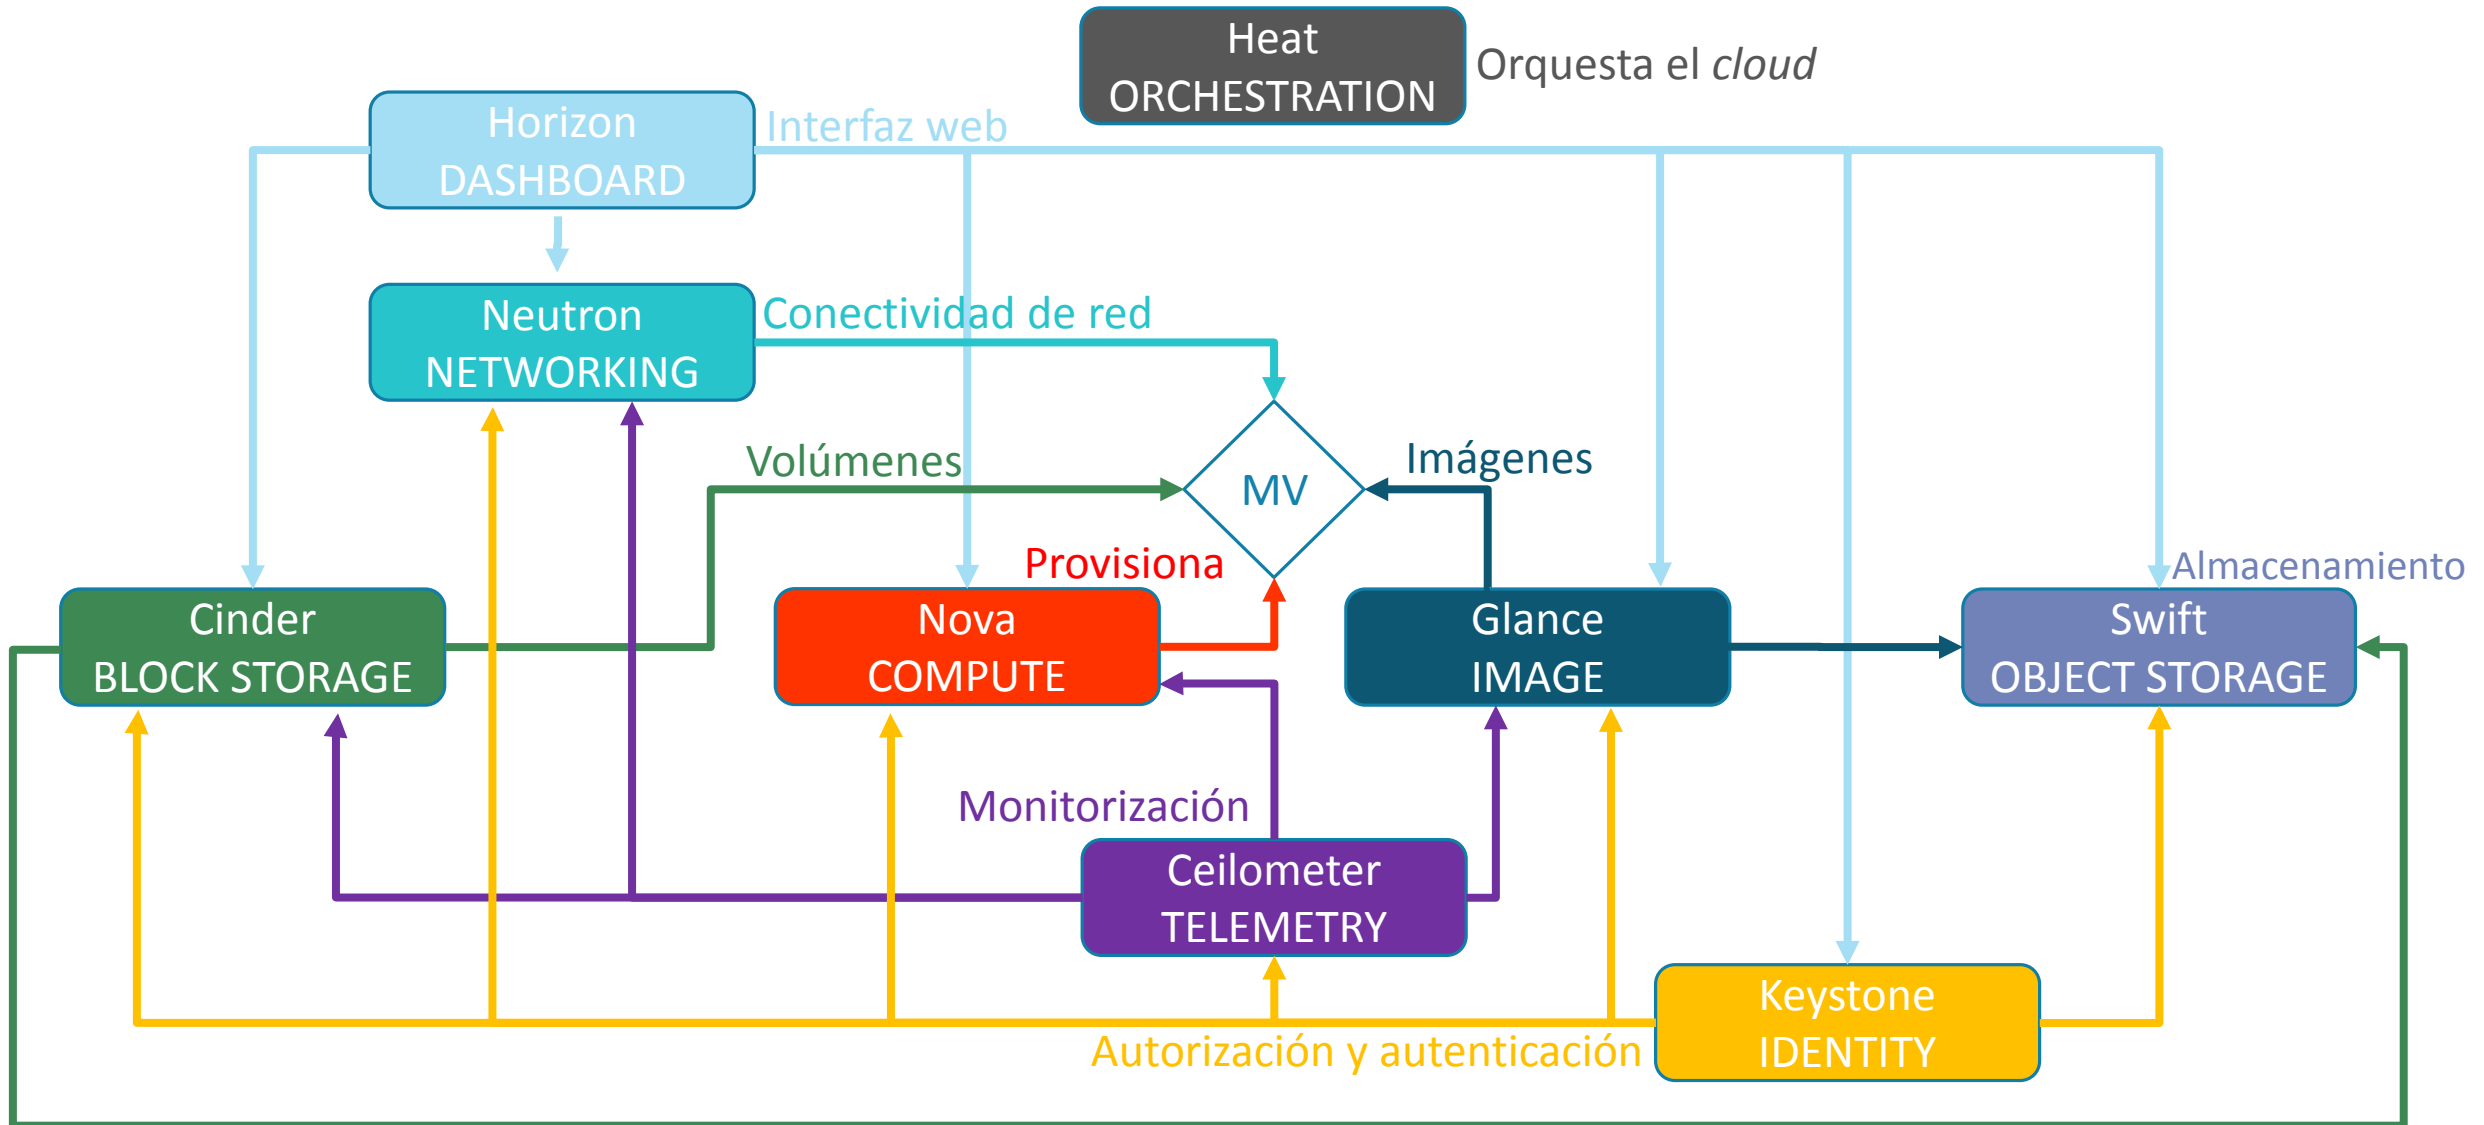 Heat
ORCHESTRATION
Orquesta el cloud
Horizon
DASHBOARD
Interfaz web
Neutron
NETWORKING
Conectividad de red
Volúmenes
MV
Imágenes
Provisiona
Almacenamiento
Cinder
BLOCK STORAGE
Nova
COMPUTE
Glance
IMAGE
Swift
OBJECT STORAGE
Monitorización
Ceilometer
TELEMETRY
Keystone
IDENTITY
Autorización y autenticación